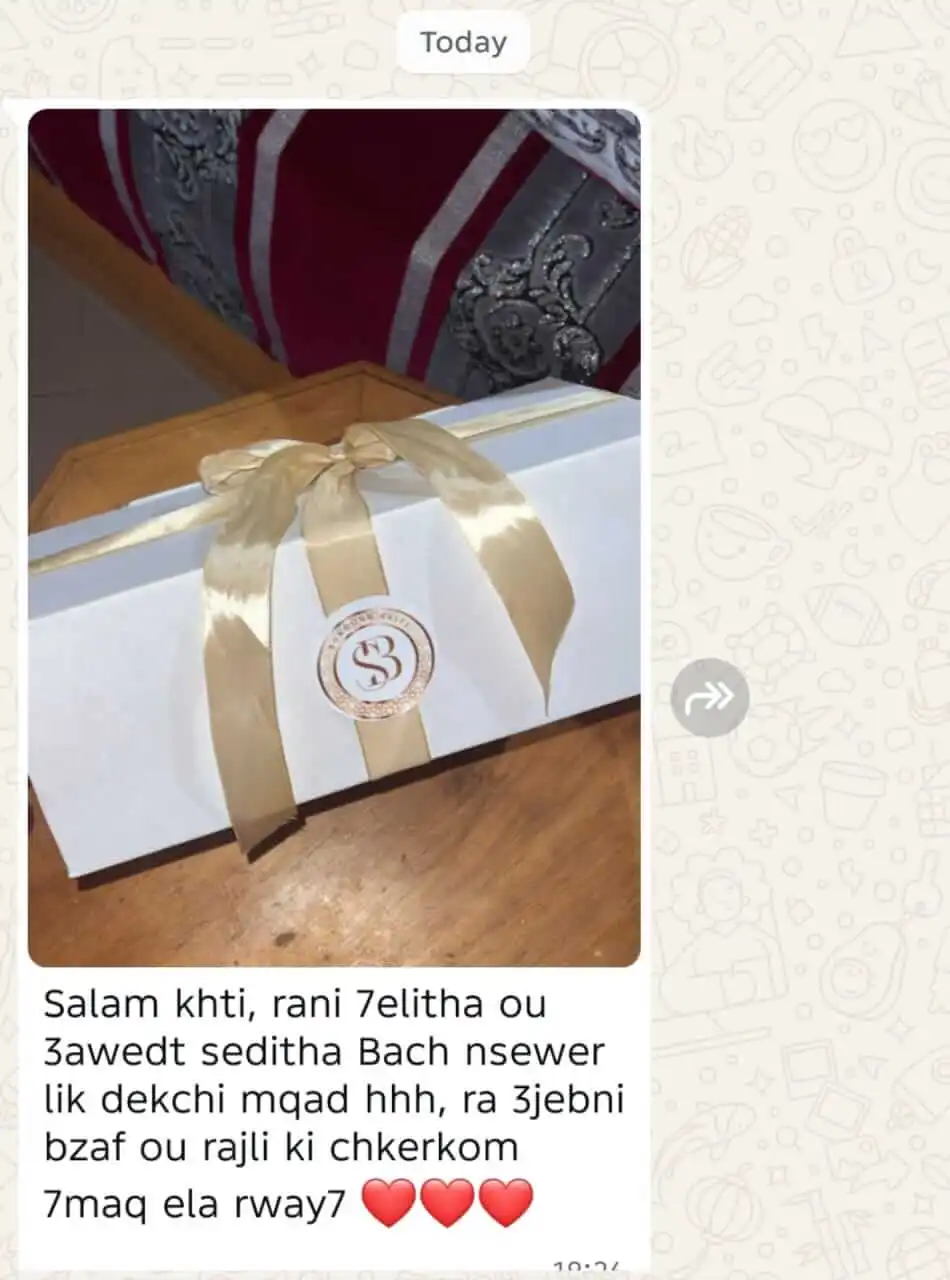 Today
SB
Salam khti, rani 7elitha ou
3awedt seditha Bach nsewer
lik dekchi mqad hhh, ra 3jebni
bzaf ou rajli ki chkerkom
7maq ela rway7 ❤️❤️❤️